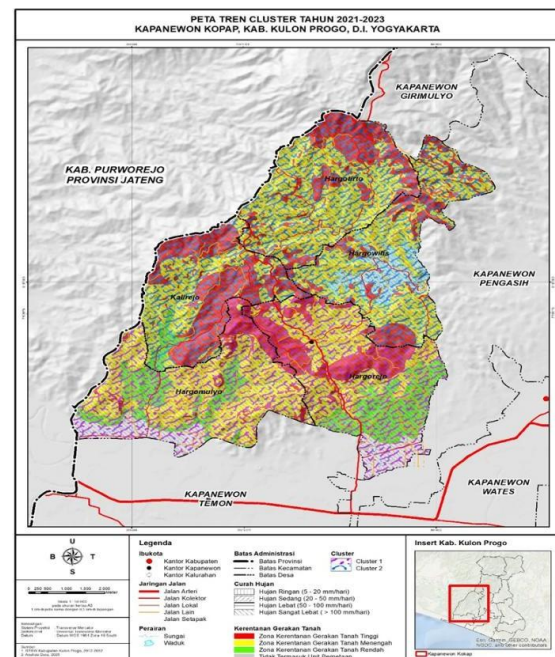 PETA TREN CLUSTER TAHUN 2021-2023
KAPANEWON KOPAP, KAB. KULON PROGO, D.I. YOGYAKARTA
KAPANEWON
GIRIMULYO
KAB. PURWOREJO
PROVINSI JATENG
Hargotirto
Hargowilis
KAPANEWON
PENGASIH
Kalirejo
Hargomulyo
Hargorejo
KAPANEWON
TEMON
KAPANEWON
WATES
U
B T
S
Legenda
Ibukota
Kantor Kabupaten
Kantor Kapanewon
Kantor Kalurahan
Jaringan Jalan
Jalan Arteri
Jalan Kolektor
Jalan Lokal
Jalan Lain
Jalan Setapak
Perairan
Sungai
Waduk
Batas Administrasi
Batas Provinsi
Batas Kecamatan
Batas Desa
Cluster
Cluster 1
Cluster 2
Curah Hujan
Hujan Ringan (5 - 20 mm/hari)
Hujan Sedang (20 - 50 mm/hari)
Hujan Lebat (50 - 100 mm/hari)
Hujan Sangat Lebat (> 100 mm/hari)
Kerentanan Gerakan Tanah
Zona Kerentanan Gerakan Tanah Tinggi
Zona Kerentanan Gerakan Tanah Menengah
Zona Kerentanan Gerakan Tanah Rendah
Insert Kab. Kulon Progo
Kapanewon Kokap